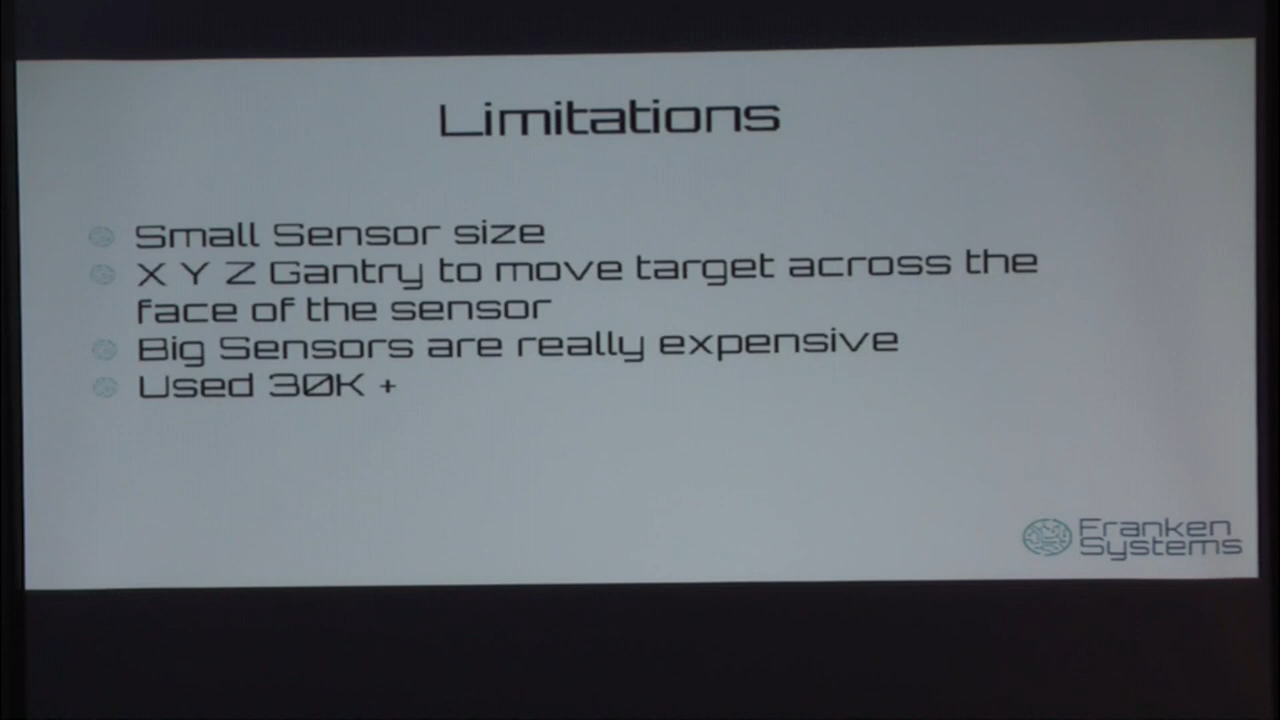 Limitations
Small Sensor size
X Y Z Gantry to move target across the
face of the sensor
Big Sensors are really expensive
Used 30K +
Franken
Systems